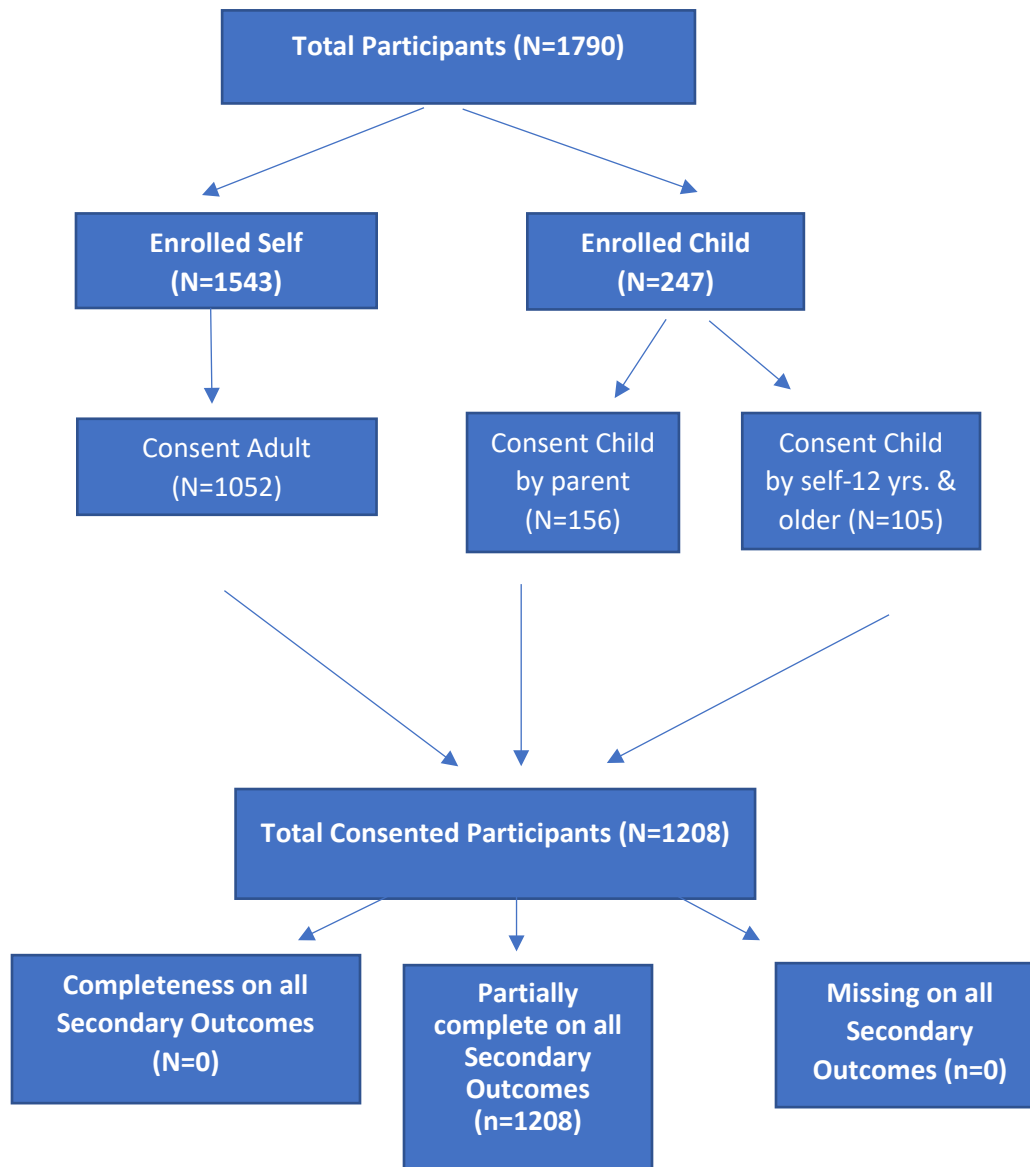 Total Participants (N=1790)
Enrolled Self
(N=1543)
Enrolled Child
(N=247)
Consent Adult
(N=1052)
Consent Child
by parent
(N=156)
Consent Child
by self-12 yrs. &
older (N=105)
Total Consented Participants (N=1208)
Completeness on all
Secondary Outcomes
(N=0)
Partially
complete on all
Secondary
Outcomes
(n=1208)
Missing on all
Secondary
Outcomes (n=0)